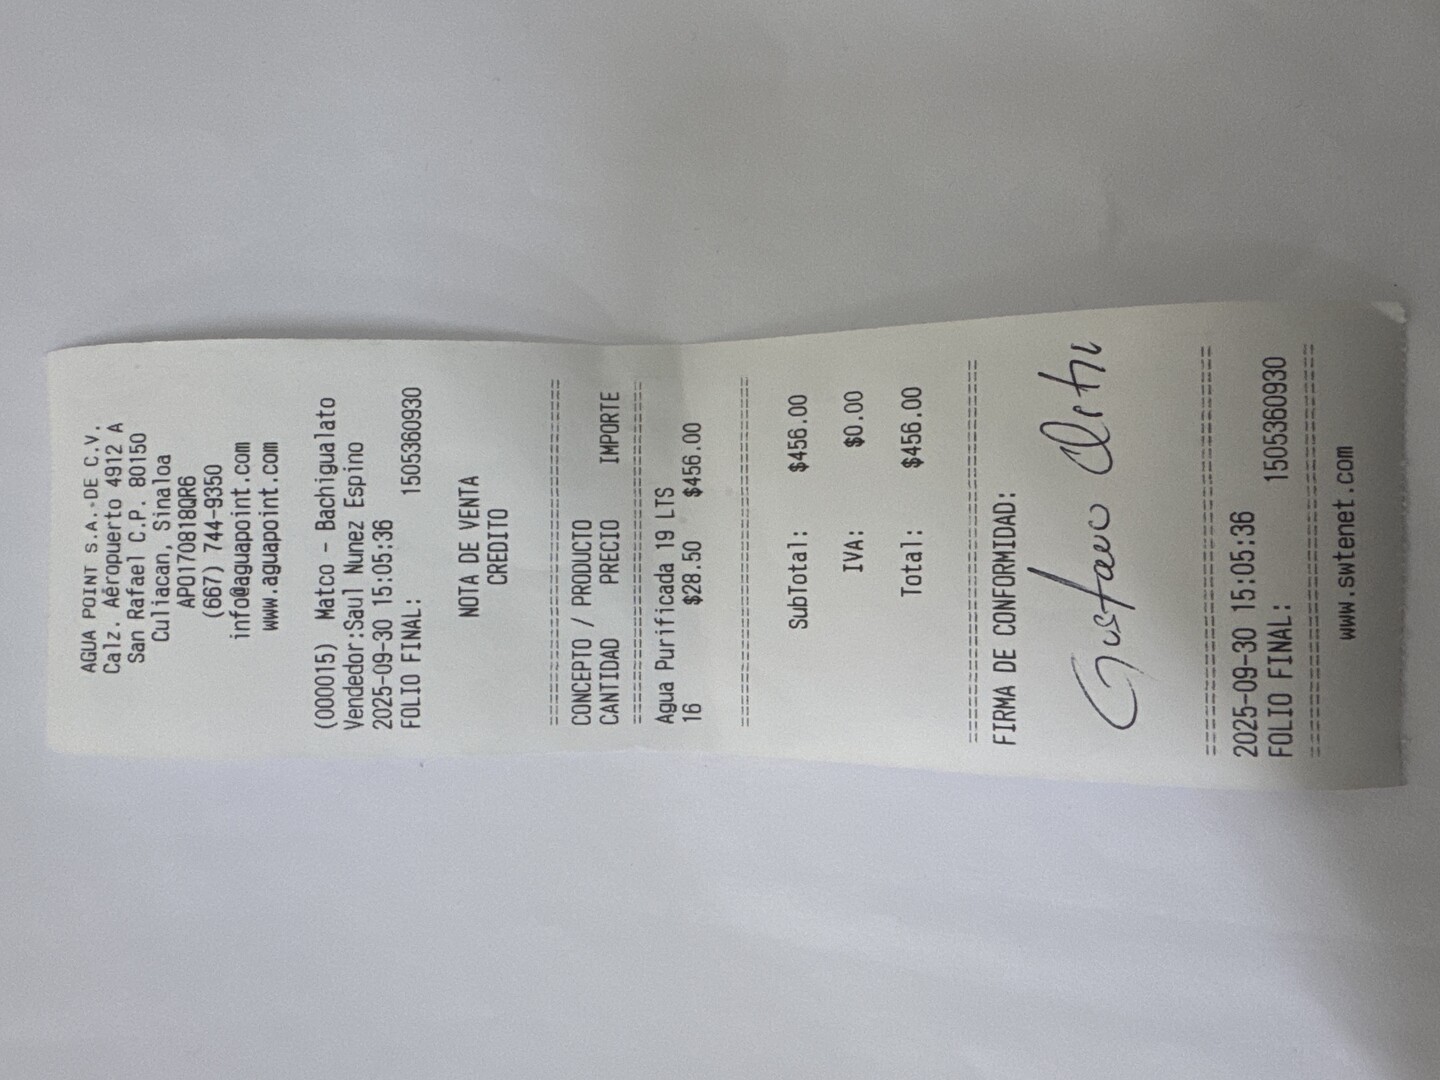 AGUA POINT S.A. DE C.V.
Calz. Aéropuerto 4912 A
San Rafael C.P. 80150
Culiacan, Sinaloa
APO170818QR6
(667) 744-9350
info@aguapoint.com
www.aguapoint.com
(000015) Matco - Bachigualato
Vendedor:Saul Nunez Espino
2025-09-30 15:05:36
FOLIO FINAL: 1505360930
NOTA DE VENTA
CREDITO
==============================
CONCEPTO / PRODUCTO
CANTIDAD PRECIO IMPORTE
==============================
Agua Purificada 19 LTS
16 $28.50 $456.00
==============================
SubTotal: $456.00
IVA: $0.00
Total: $456.00
==============================
FIRMA DE CONFORMIDAD:
Gustavo
==============================
2025-09-30 15:05:36
FOLIO FINAL: 1505360930
==============================
www.swtenet.com